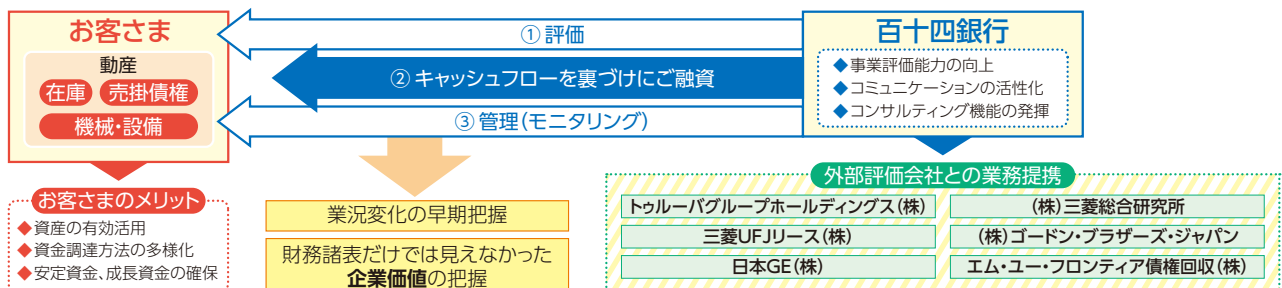 お客さま
動産
在庫 売掛債権
機械・設備
①評価
②キャッシュフローを裏づけにご融資
③管理(モニタリング)
百十四銀行
◆事業評価能力の向上
◆コミュニケーションの活性化
◆コンサルティング機能の発揮
お客さまのメリット
◆資産の有効活用
◆資金調達方法の多様化
◆安定資金、成長資金の確保
業況変化の早期把握
財務諸表だけでは見えなかった
企業価値の把握
外部評価会社との業務提携
トゥルーバグループホールディングス(株) (株)三菱総合研究所
三菱UFJリース(株) (株)ゴードン・ブラザーズ・ジャパン
日本GE(株) エム・ユー・フロンティア債権回収(株)